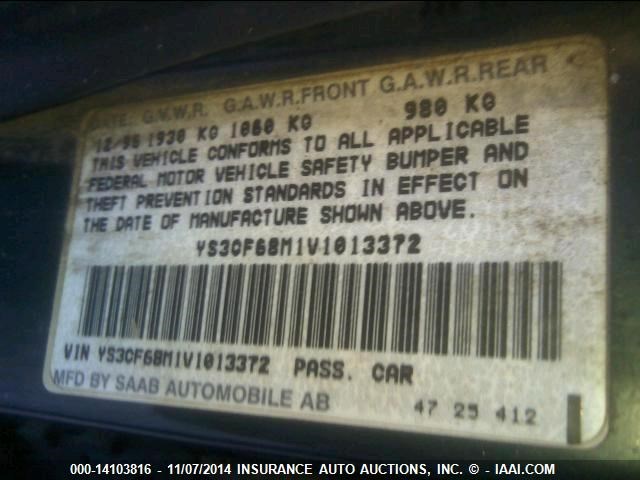 DATE G.V.W.R. G.A.W.R.FRONT G.A.W.R.REAR
12/96 1930 KG 1060 KG 980 KG
THIS VEHICLE CONFORMS TO ALL APPLICABLE
FEDERAL MOTOR VEHICLE SAFETY BUMPER AND
THEFT PREVENTION STANDARDS IN EFFECT ON
THE DATE OF MANUFACTURE SHOWN ABOVE.
YS3CF68M1V1013372
VIN YS3CF68M1V1013372 PASS. CAR
MFD BY SAAB AUTOMOBILE AB
47 25 412
000-14103816 - 11/07/2014 INSURANCE AUTO AUCTIONS, INC. © - IAAI.COM